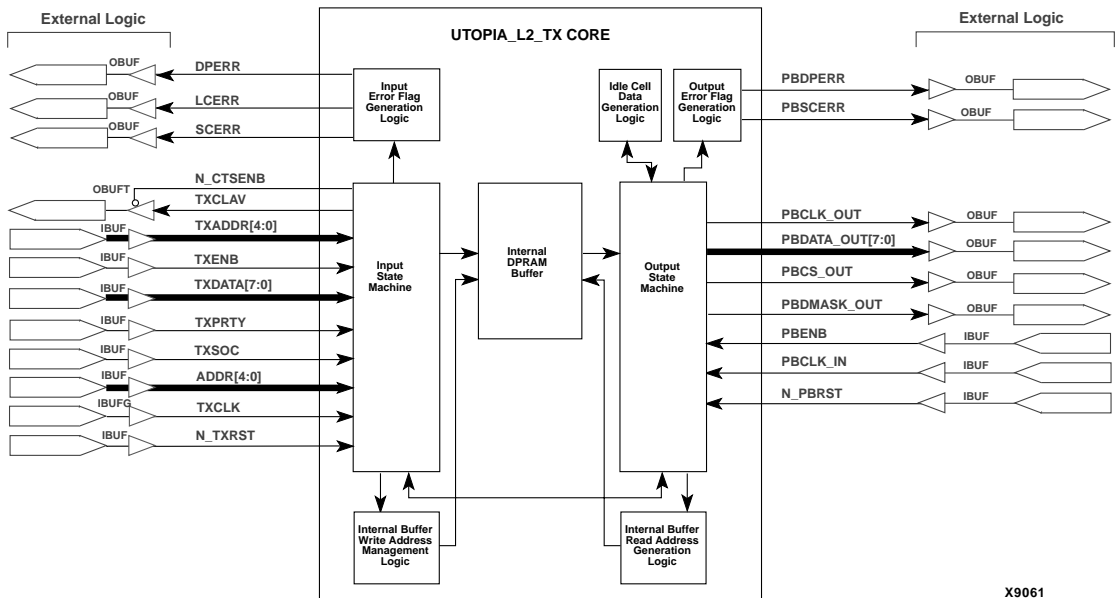 External Logic
External Logic
UTOPIA_L2_TX CORE
OBUF
DPERR
Input
Error Flag
Generation
Logic
Idle Cell
Data
Generation
Logic
Output
Error Flag
Generation
Logic
PBDPERR
OBUF
OBUF
LCERR
PBSCERR
OBUF
OBUF
SCERR
N_CTSENB
OBUFT
TXCLAV
IBUF
TXADDR[4:0]
IBUF
TXENB
IBUF
TXDATA[7:0]
IBUF
TXPRTY
IBUF
TXSOC
IBUF
ADDR[4:0]
IBUFG
TXCLK
IBUF
N_TXRST
Input
State
Machine
Internal
DPRAM
Buffer
Output
State
Machine
PBCLK_OUT
OBUF
PBDATA_OUT[7:0]
OBUF
PBCS_OUT
OBUF
PBDMASK_OUT
OBUF
PBENB
IBUF
PBCLK_IN
IBUF
N_PBRST
IBUF
Internal Buffer
Write Address
Management
Logic
Internal Buffer
Read Address
Generation
Logic
X9061